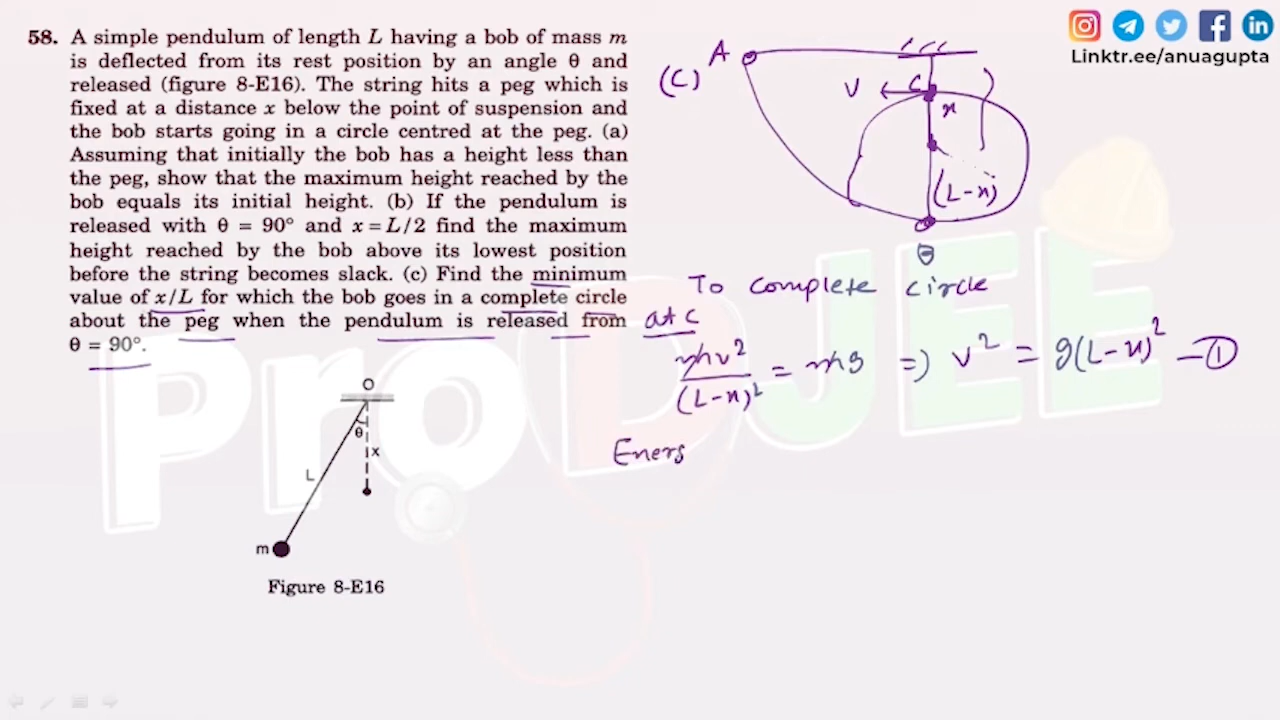 58. A simple pendulum of length L having a bob of mass m
is deflected from its rest position by an angle θ and
released (figure 8-E16). The string hits a peg which is
fixed at a distance x below the point of suspension and
the bob starts going in a circle centred at the peg. (a)
Assuming that initially the bob has a height less than
the peg, show that the maximum height reached by the
bob equals its initial height. (b) If the pendulum is
released with θ = 90° and x = L/2 find the maximum
height reached by the bob above its lowest position
before the string becomes slack. (c) Find the minimum
value of x/L for which the bob goes in a complete circle
about the peg when the pendulum is released from
θ = 90°.
O
θ
x
L
m
Figure 8-E16
Linktr.ee/anuagupta
(C)
A
V
C
x
(L-x)
B
To complete circle
at C
mv²/(L-x)² = mg => v² = g(L-x)² - ①
Energ
ProDJEE